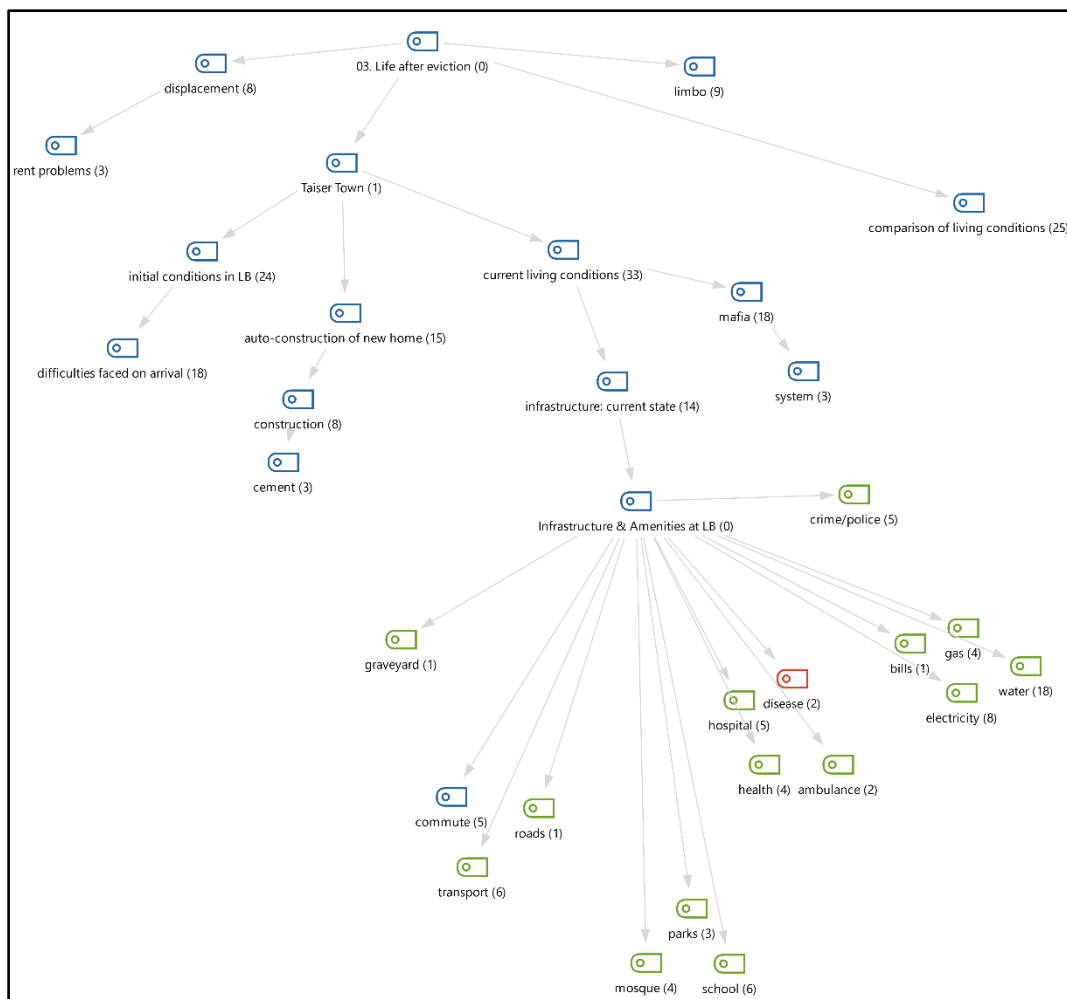 03. Life after eviction (0)
displacement (8)
limbo (9)
rent problems (3)
Taiser Town (1)
comparison of living conditions (25)
initial conditions in LB (24)
current living conditions (33)
mafia (18)
auto-construction of new home (15)
difficulties faced on arrival (18)
system (3)
infrastructure: current state (14)
construction (8)
cement (3)
crime/police (5)
Infrastructure & Amenities at LB (0)
graveyard (1)
gas (4)
bills (1)
water (18)
disease (2)
electricity (8)
hospital (5)
health (4)
ambulance (2)
commute (5)
roads (1)
transport (6)
parks (3)
mosque (4)
school (6)